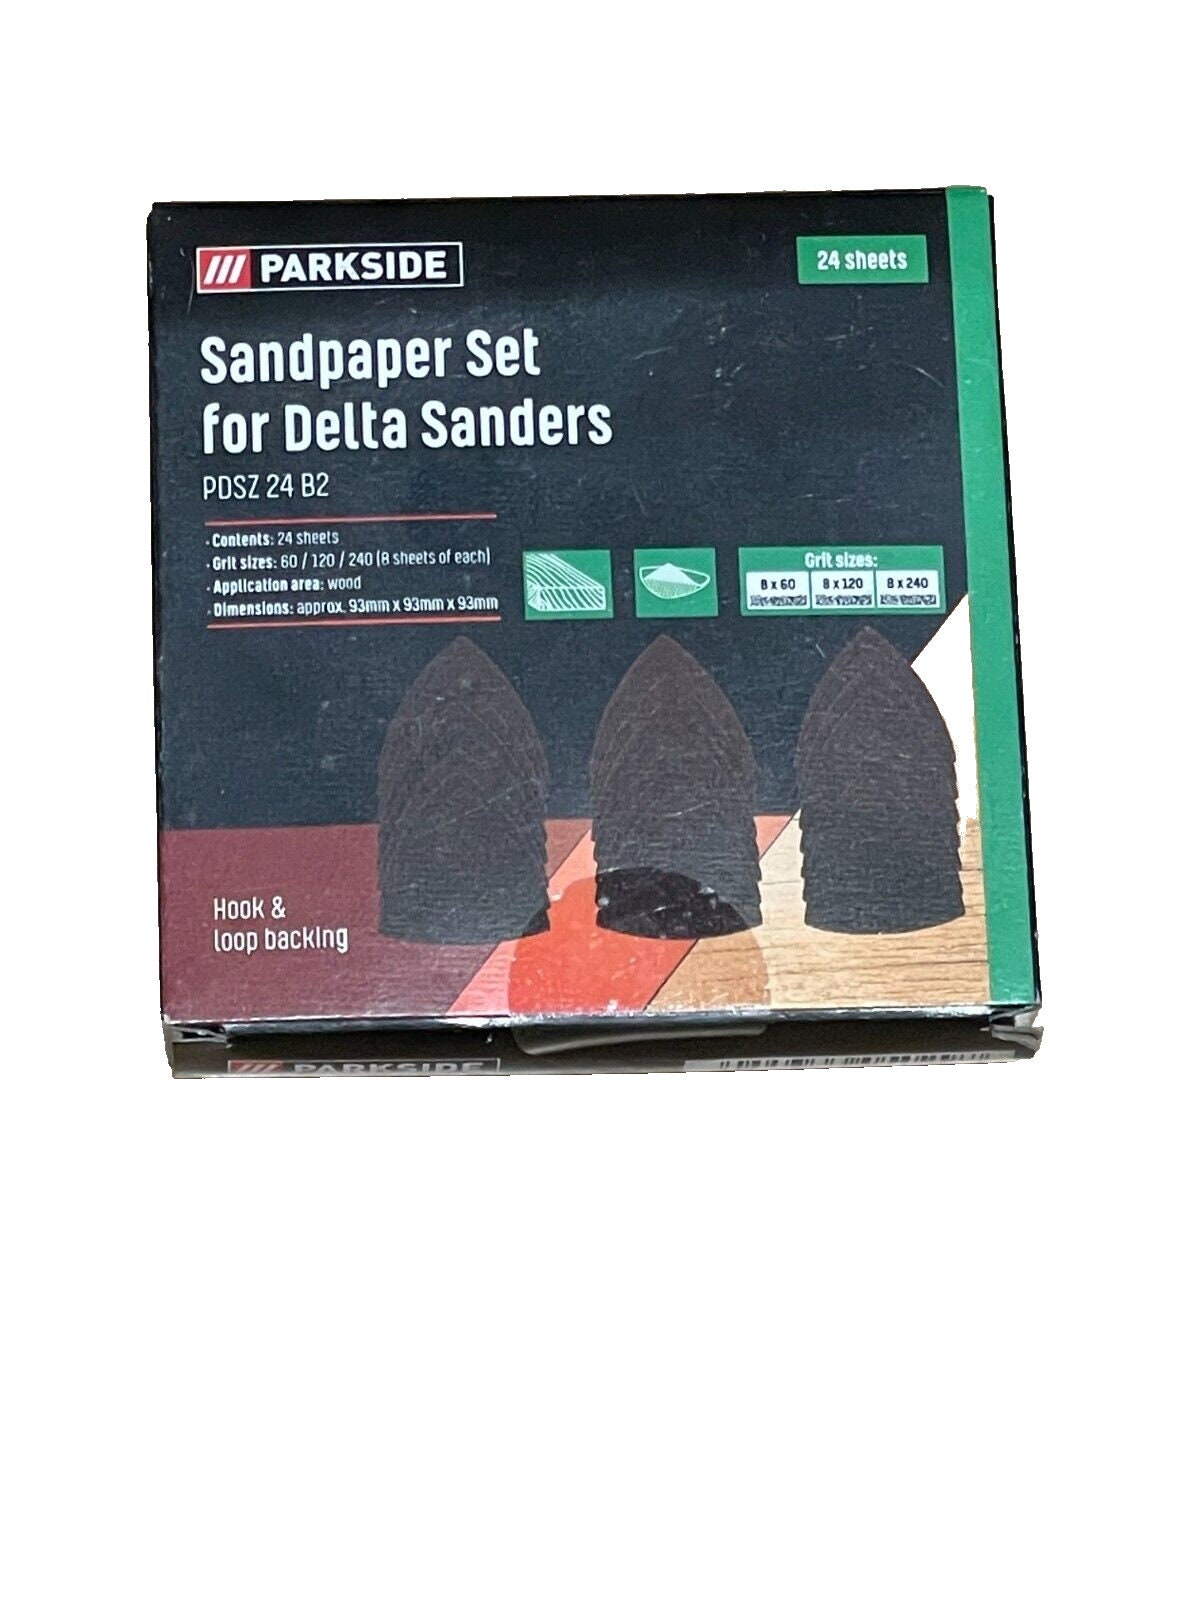 PARKSIDE
24 sheets
Sandpaper Set
for Delta Sanders
PDSZ 24 B2
· Contents: 24 sheets
· Grit sizes: 60 / 120 / 240 (8 sheets of each)
· Application area: wood
· Dimensions: approx. 93mm x 93mm x 93mm
Grit sizes:
8 x 60 8 x 120 8 x 240
Hook &
loop backing
PARKSIDE